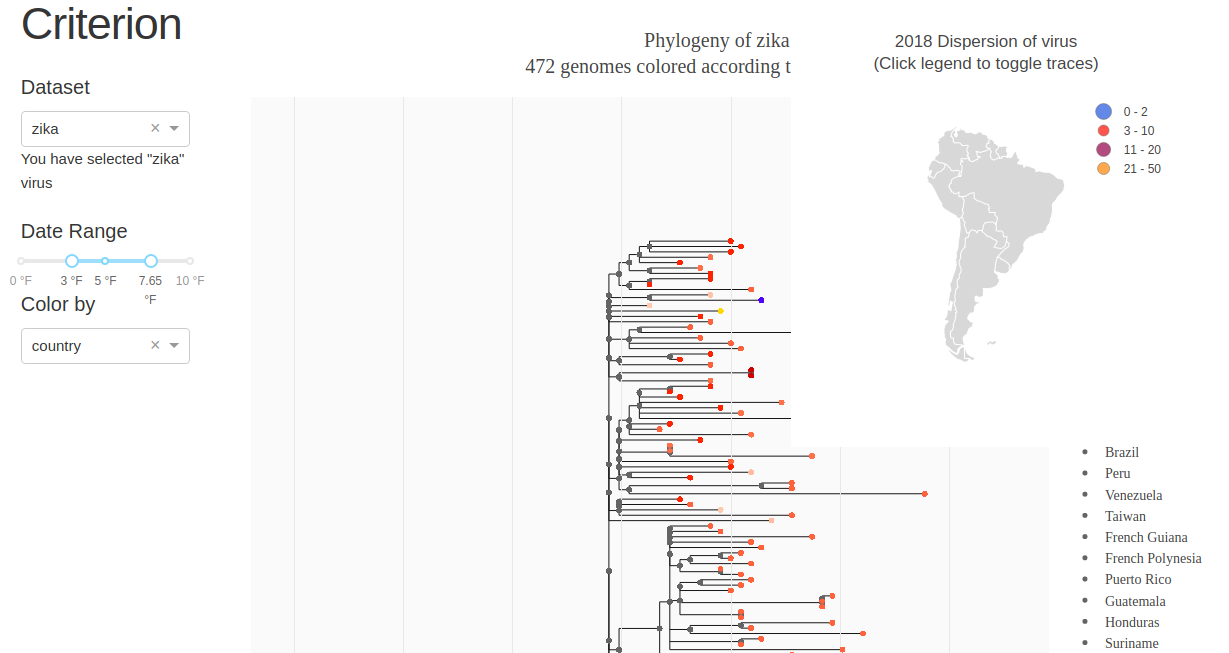 Criterion
Dataset
zika
You have selected "zika"
virus
Date Range
0 °F
3 °F
5 °F
7.65
°F
10 °F
Color by
country
Phylogeny of zika
472 genomes colored according t
2018 Dispersion of virus
(Click legend to toggle traces)
0 - 2
3 - 10
11 - 20
21 - 50
Brazil
Peru
Venezuela
Taiwan
French Guiana
French Polynesia
Puerto Rico
Guatemala
Honduras
Suriname